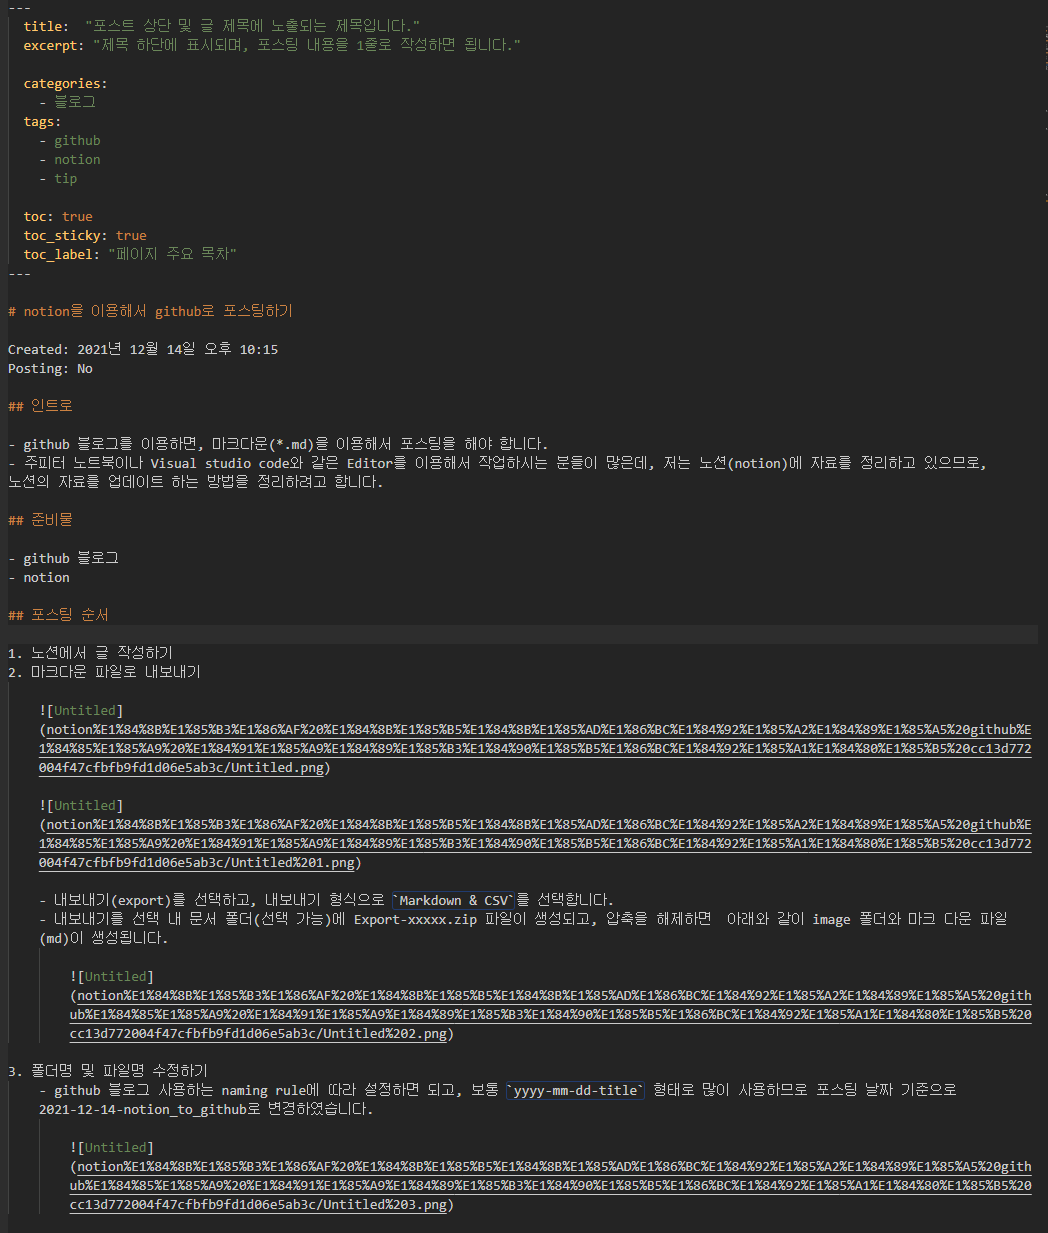 ---
title:  "포스트 상단 및 글 제목에 노출되는 제목입니다."
excerpt: "제목 하단에 표시되며, 포스팅 내용을 1줄로 작성하면 됩니다."
categories:
- 블로그
tags:
- github
- notion
- tip
toc: true
toc_sticky: true
toc_label: "페이지 주요 목차"
---
# notion을 이용해서 github로 포스팅하기
Created: 2021년 12월 14일 오후 10:15
Posting: No
## 인트로
- github 블로그를 이용하면, 마크다운(*.md)을 이용해서 포스팅을 해야 합니다.
- 주피터 노트북이나 Visual studio code와 같은 Editor를 이용해서 작업하시는 분들이 많은데, 저는 노션(notion)에 자료를 정리하고 있으므로,
노션의 자료를 업데이트 하는 방법을 정리하려고 합니다.
## 준비물
- github 블로그
- notion
## 포스팅 순서
1. 노션에서 글 작성하기
2. 마크다운 파일로 내보내기
![Untitled]
(notion%E1%84%8B%E1%85%B3%E1%86%AF%20%E1%84%8B%E1%85%B5%E1%84%8B%E1%85%AD%E1%86%BC%E1%84%92%E1%85%A2%E1%84%89%E1%85%A5%20github%E
1%84%85%E1%85%A9%20%E1%84%91%E1%85%A9%E1%84%89%E1%85%B3%E1%84%90%E1%85%B5%E1%86%BC%E1%84%92%E1%85%A1%E1%84%80%E1%85%B5%20cc13d772
004f47cfbfb9fd1d06e5ab3c/Untitled.png)
![Untitled]
(notion%E1%84%8B%E1%85%B3%E1%86%AF%20%E1%84%8B%E1%85%B5%E1%84%8B%E1%85%AD%E1%86%BC%E1%84%92%E1%85%A2%E1%84%89%E1%85%A5%20github%E
1%84%85%E1%85%A9%20%E1%84%91%E1%85%A9%E1%84%89%E1%85%B3%E1%84%90%E1%85%B5%E1%86%BC%E1%84%92%E1%85%A1%E1%84%80%E1%85%B5%20cc13d772
004f47cfbfb9fd1d06e5ab3c/Untitled%201.png)
- 내보내기(export)를 선택하고, 내보내기 형식으로 `Markdown & CSV`를 선택합니다.
- 내보내기를 선택 내 문서 폴더(선택 가능)에 Export-xxxxx.zip 파일이 생성되고, 압축을 해제하면  아래와 같이 image 폴더와 마크 다운 파일
(md)이 생성됩니다.
![Untitled]
(notion%E1%84%8B%E1%85%B3%E1%86%AF%20%E1%84%8B%E1%85%B5%E1%84%8B%E1%85%AD%E1%86%BC%E1%84%92%E1%85%A2%E1%84%89%E1%85%A5%20gith
ub%E1%84%85%E1%85%A9%20%E1%84%91%E1%85%A9%E1%84%89%E1%85%B3%E1%84%90%E1%85%B5%E1%86%BC%E1%84%92%E1%85%A1%E1%84%80%E1%85%B5%20
cc13d772004f47cfbfb9fd1d06e5ab3c/Untitled%202.png)
3. 폴더명 및 파일명 수정하기
- github 블로그 사용하는 naming rule에 따라 설정하면 되고, 보통 `yyyy-mm-dd-title` 형태로 많이 사용하므로 포스팅 날짜 기준으로
2021-12-14-notion_to_github로 변경하였습니다.
![Untitled]
(notion%E1%84%8B%E1%85%B3%E1%86%AF%20%E1%84%8B%E1%85%B5%E1%84%8B%E1%85%AD%E1%86%BC%E1%84%92%E1%85%A2%E1%84%89%E1%85%A5%20gith
ub%E1%84%85%E1%85%A9%20%E1%84%91%E1%85%A9%E1%84%89%E1%85%B3%E1%84%90%E1%85%B5%E1%86%BC%E1%84%92%E1%85%A1%E1%84%80%E1%85%B5%20
cc13d772004f47cfbfb9fd1d06e5ab3c/Untitled%203.png)